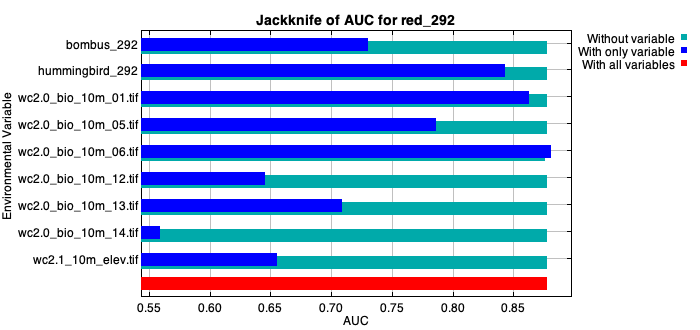 Jackknife of AUC for red_292
Without variable
With only variable
With all variables
Environmental Variable
bombus_292
hummingbird_292
wc2.0_bio_10m_01.tif
wc2.0_bio_10m_05.tif
wc2.0_bio_10m_06.tif
wc2.0_bio_10m_12.tif
wc2.0_bio_10m_13.tif
wc2.0_bio_10m_14.tif
wc2.1_10m_elev.tif
0.55 0.60 0.65 0.70 0.75 0.80 0.85
AUC